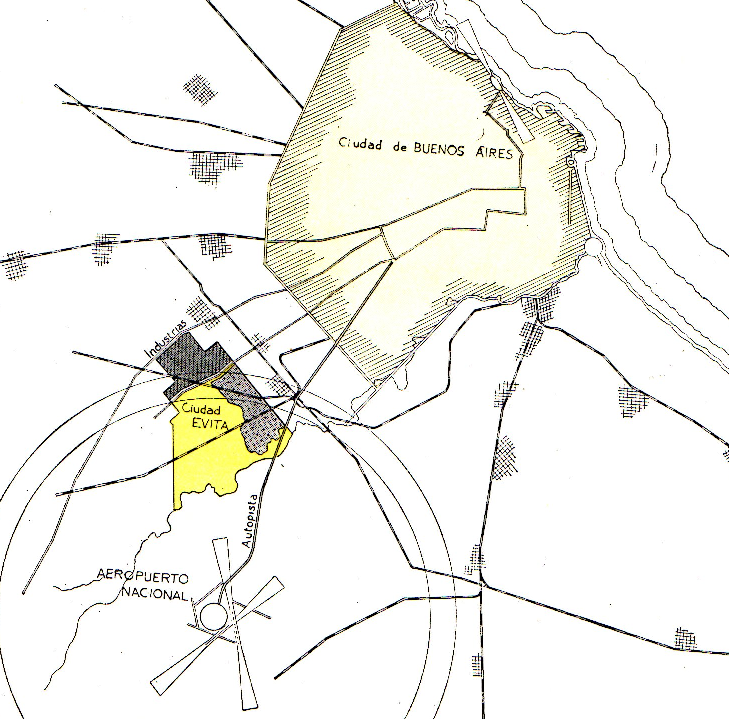 Ciudad de BUENOS AIRES
Industrias
Ciudad
EVITA
Autopista
AEROPUERTO
NACIONAL